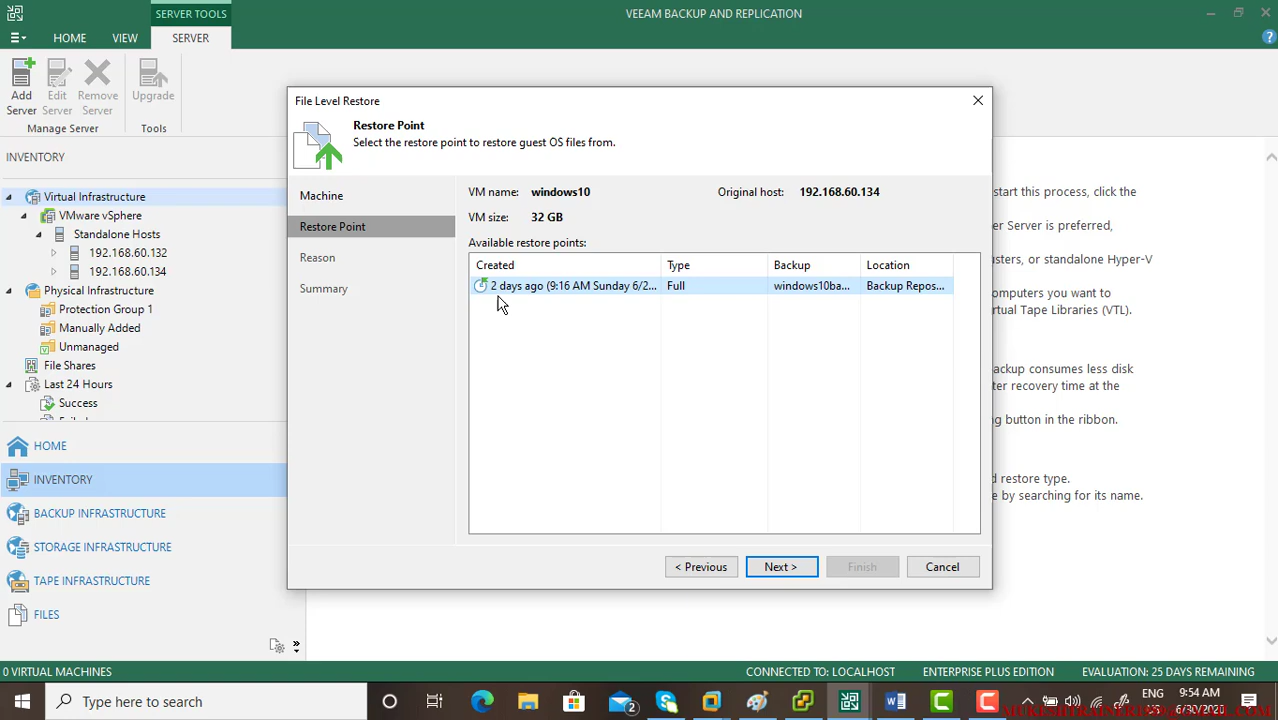 SERVER TOOLS
VEEAM BACKUP AND REPLICATION
HOME
VIEW
SERVER
Add Server
Edit Server
Remove Server
Upgrade
Manage Server
Tools
INVENTORY
Virtual Infrastructure
VMware vSphere
Standalone Hosts
192.168.60.132
192.168.60.134
Physical Infrastructure
Protection Group 1
Manually Added
Unmanaged
File Shares
Last 24 Hours
Success
HOME
INVENTORY
BACKUP INFRASTRUCTURE
STORAGE INFRASTRUCTURE
TAPE INFRASTRUCTURE
FILES
File Level Restore
Restore Point
Select the restore point to restore guest OS files from.
Machine
Restore Point
Reason
Summary
VM name: windows10
Original host: 192.168.60.134
VM size: 32 GB
Available restore points:
Created Type Backup Location
2 days ago (9:16 AM Sunday 6/2... Full windows10ba... Backup Repos...
< Previous
Next >
Finish
Cancel
start this process, click the
er Server is preferred,
usters, or standalone Hyper-V
omputers you want to
rtual Tape Libraries (VTL).
ackup consumes less disk
ter recovery time at the
ng button in the ribbon.
d restore type.
e by searching for its name.
0 VIRTUAL MACHINES
CONNECTED TO: LOCALHOST
ENTERPRISE PLUS EDITION
EVALUATION: 25 DAYS REMAINING
Type here to search
2
ENG
9:54 AM
6/30/2020